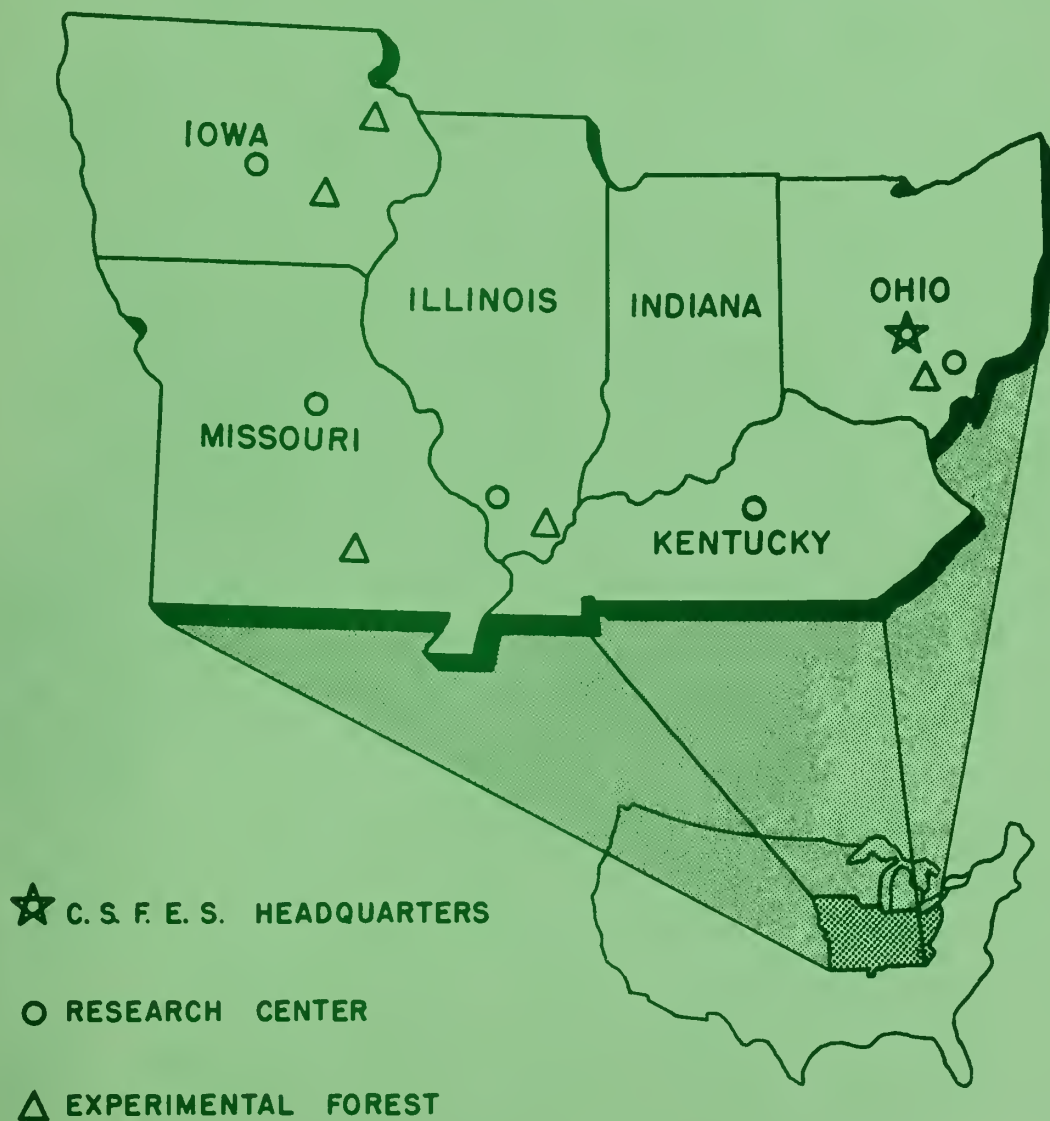 IOWA
ILLINOIS
INDIANA
OHIO
MISSOURI
KENTUCKY
C. S. F. E. S. HEADQUARTERS
RESEARCH CENTER
EXPERIMENTAL FOREST